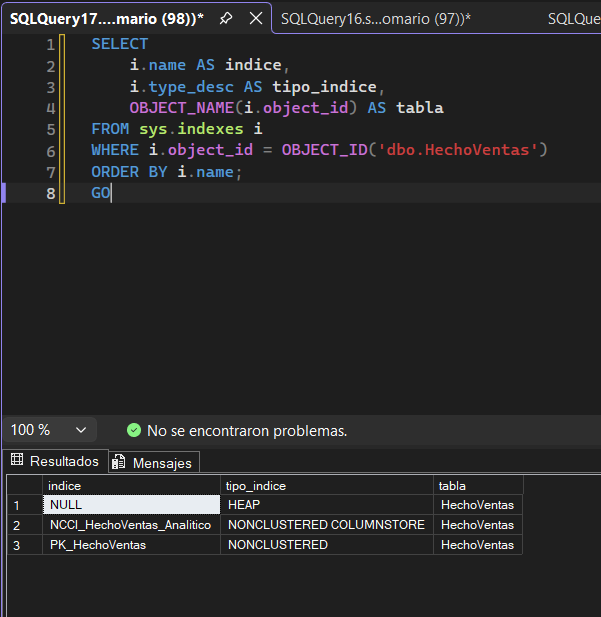 SQLQuery17....mario (98))* SQLQuery16.s...omario (97))* SQLQue
1 SELECT
2 i.name AS indice,
3 i.type_desc AS tipo_indice,
4 OBJECT_NAME(i.object_id) AS tabla
5 FROM sys.indexes i
6 WHERE i.object_id = OBJECT_ID('dbo.HechoVentas')
7 ORDER BY i.name;
8 GO
100 % No se encontraron problemas.
Resultados Mensajes
indice tipo_indice tabla
1 NULL HEAP HechoVentas
2 NCCI_HechoVentas_Analitico NONCLUSTERED COLUMNSTORE HechoVentas
3 PK_HechoVentas NONCLUSTERED HechoVentas